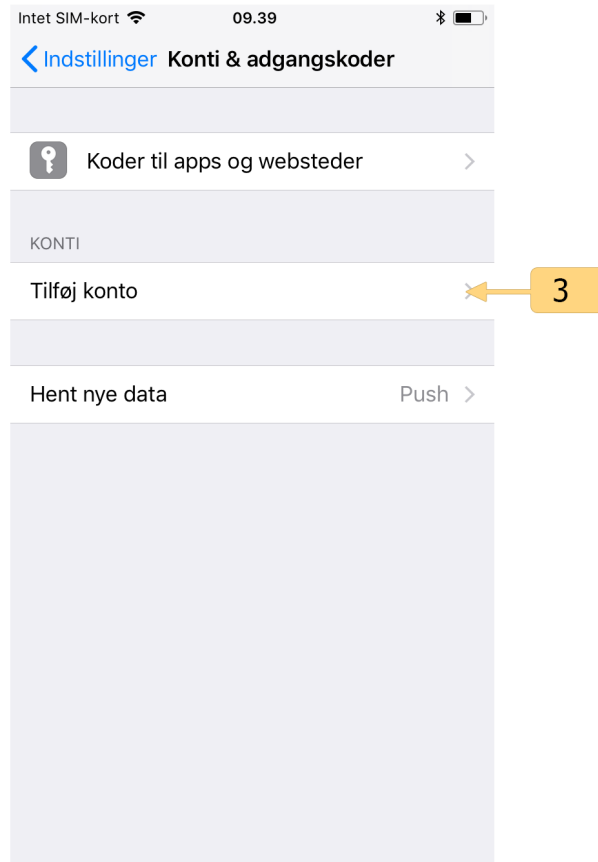 Intet SIM-kort 09.39
Indstillinger Konti & adgangskoder
Koder til apps og websteder
KONTI
Tilføj konto
3
Hent nye data Push